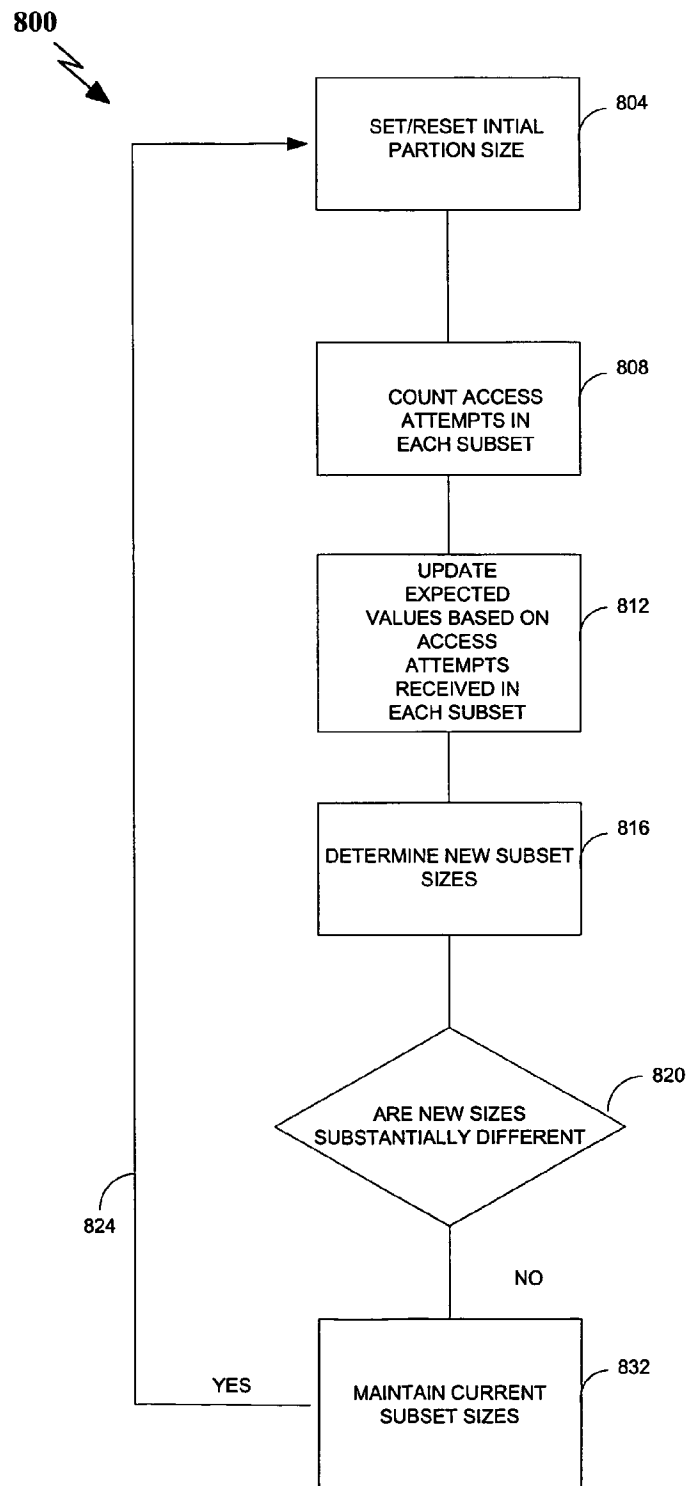 800
SET/RESET INTIAL
PARTION SIZE
804
COUNT ACCESS
ATTEMPTS IN
EACH SUBSET
808
UPDATE
EXPECTED
VALUES BASED ON
ACCESS
ATTEMPTS
RECEIVED IN
EACH SUBSET
812
DETERMINE NEW SUBSET
SIZES
816
ARE NEW SIZES
SUBSTANTIALLY DIFFERENT
820
824
NO
YES
MAINTAIN CURRENT
SUBSET SIZES
832